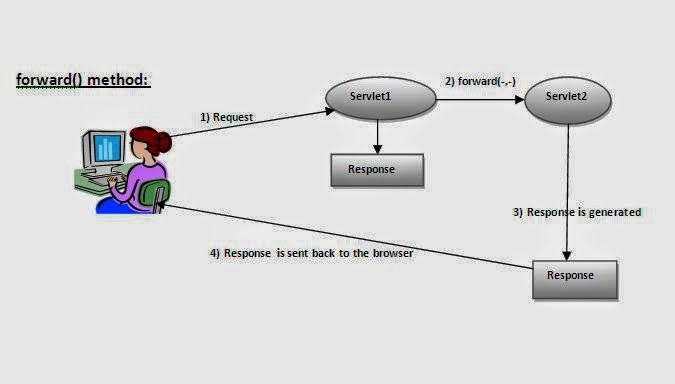 forward() method:
1) Request
Servlet1
2) forward(-,-)
Servlet2
Response
3) Response is generated
4) Response is sent back to the browser
Response